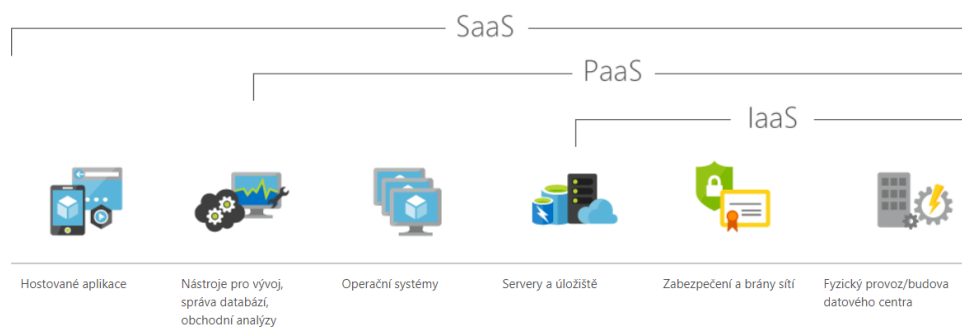 SaaS
PaaS
IaaS
Hostované aplikace
Nástroje pro vývoj,
správa databází,
obchodní analýzy
Operační systémy
Servery a úložiště
Zabezpečení a brány sítí
Fyzický provoz/budova
datového centra